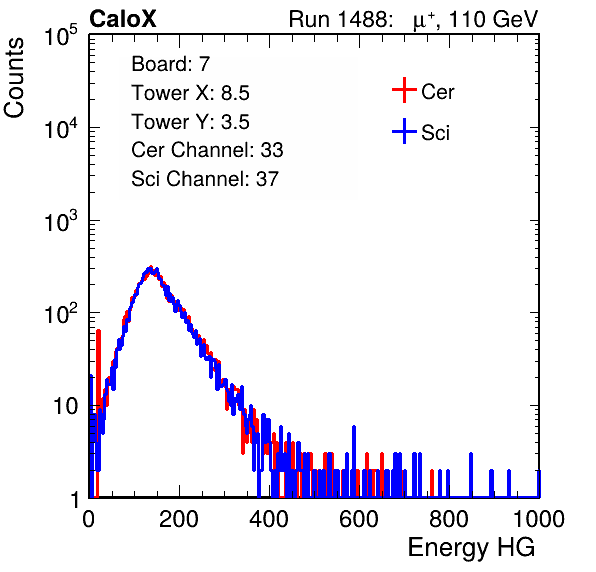 CaloX Run 1488: μ⁺, 110 GeV
Counts
Board: 7
Tower X: 8.5
Tower Y: 3.5
Cer Channel: 33
Sci Channel: 37
Cer
Sci
10⁵
10⁴
10³
10²
10
1
0 200 400 600 800 1000
Energy HG